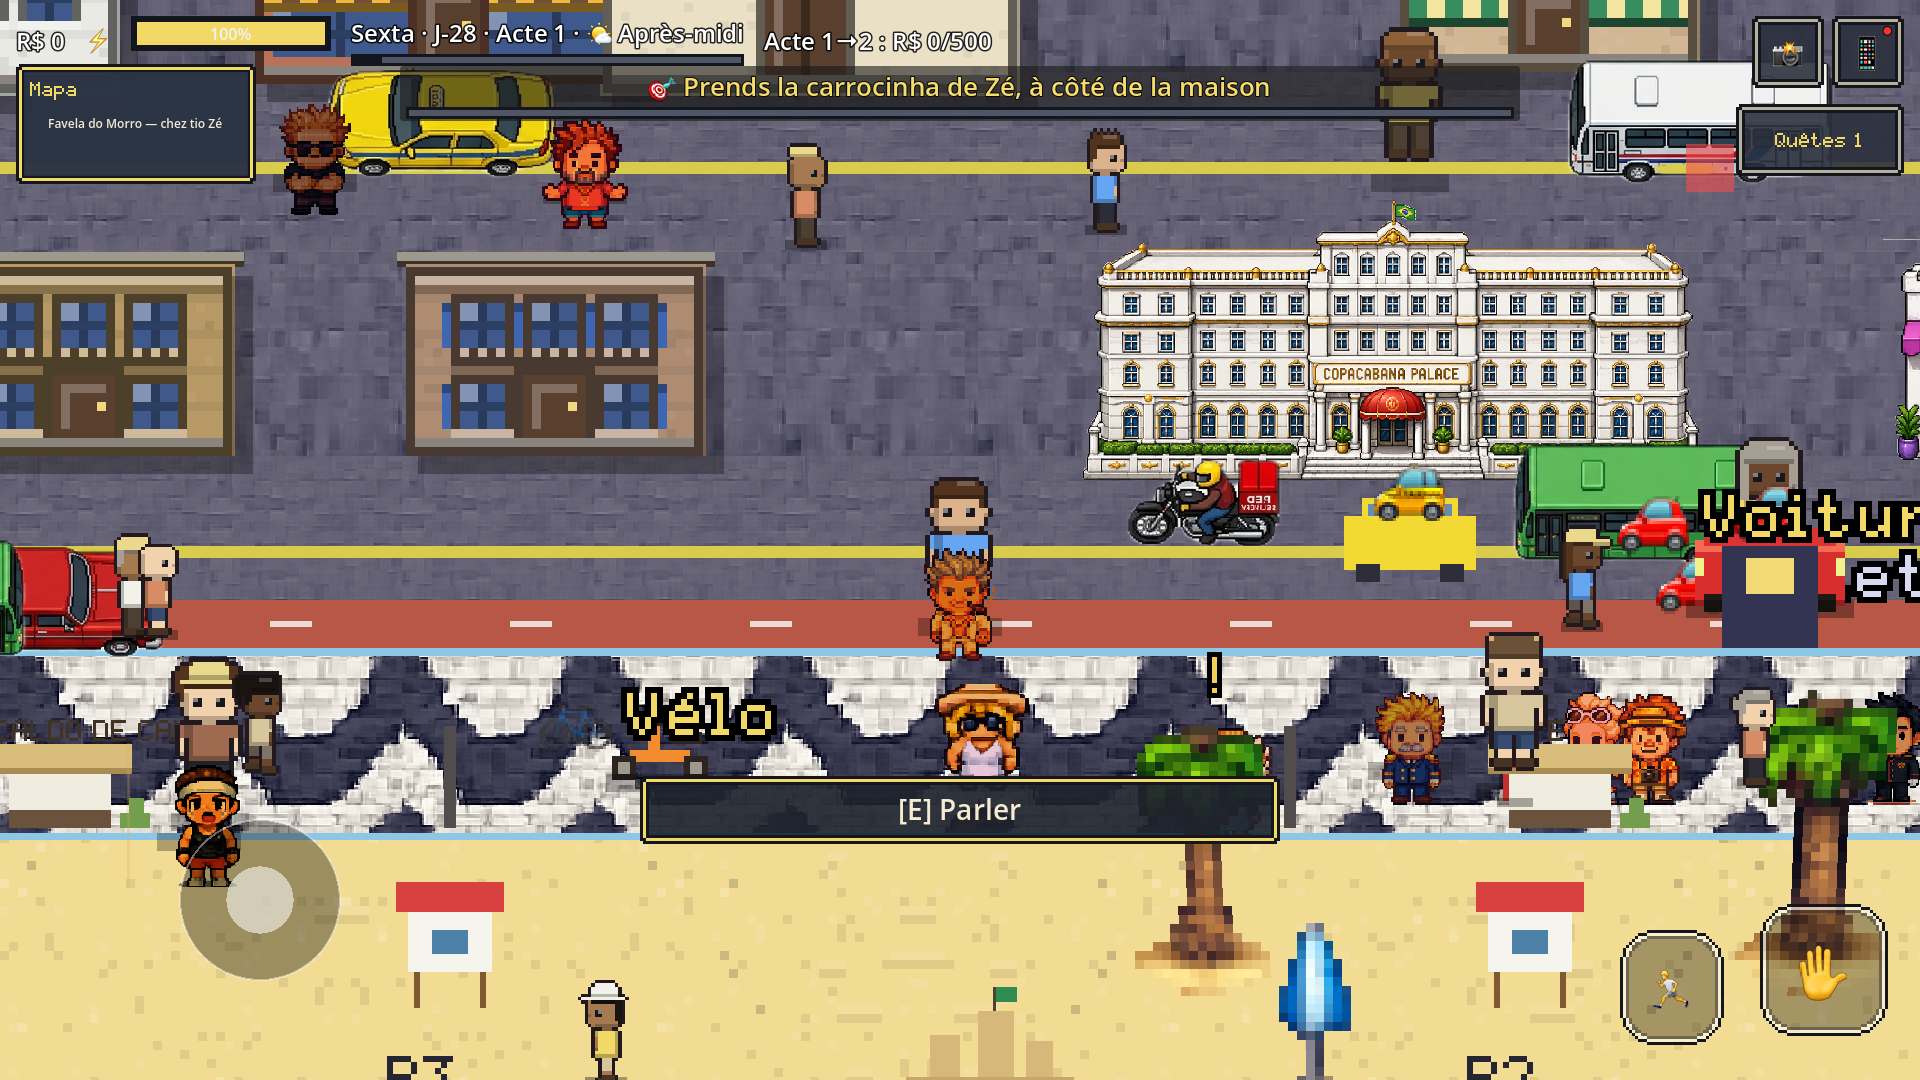 R$ 0
100%
Sexta · J-28 · Acte 1 · Après-midi
Acte 1→2 : R$ 0/500
Mapa
Favela do Morro — chez tio Zé
Prends la carrocinha de Zé, à côté de la maison
Quêtes 1
COPACABANA PALACE
Voitur
et
!
Vélo
[E] Parler